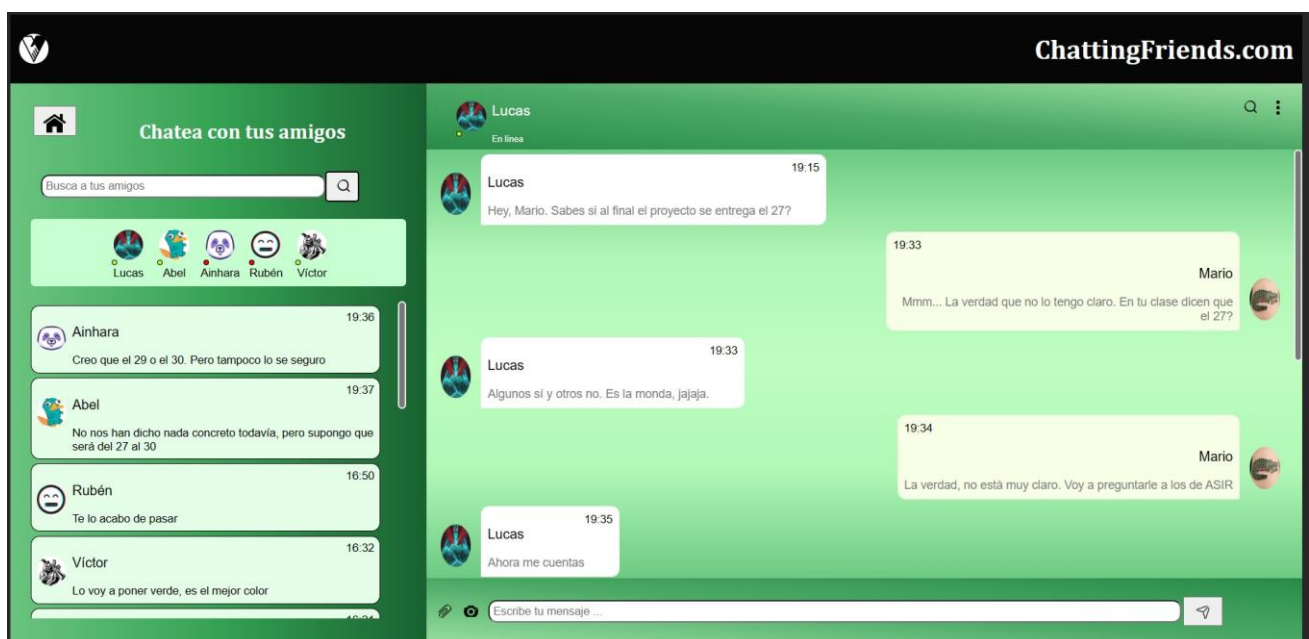 ChattingFriends.com
Chatea con tus amigos
Busca a tus amigos
Lucas
Abel
Ainhara
Rubén
Víctor
19:36
Ainhara
Creo que el 29 o el 30. Pero tampoco lo se seguro
19:37
Abel
No nos han dicho nada concreto todavía, pero supongo que
será del 27 al 30
16:50
Rubén
Te lo acabo de pasar
16:32
Víctor
Lo voy a poner verde, es el mejor color
Lucas
En línea
19:15
Lucas
Hey, Mario. Sabes si al final el proyecto se entrega el 27?
19:33
Mario
Mmm... La verdad que no lo tengo claro. En tu clase dicen que
el 27?
19:33
Lucas
Algunos sí y otros no. Es la monda, jajaja.
19:34
Mario
La verdad, no está muy claro. Voy a preguntarle a los de ASIR
19:35
Lucas
Ahora me cuentas
Escribe tu mensaje ...